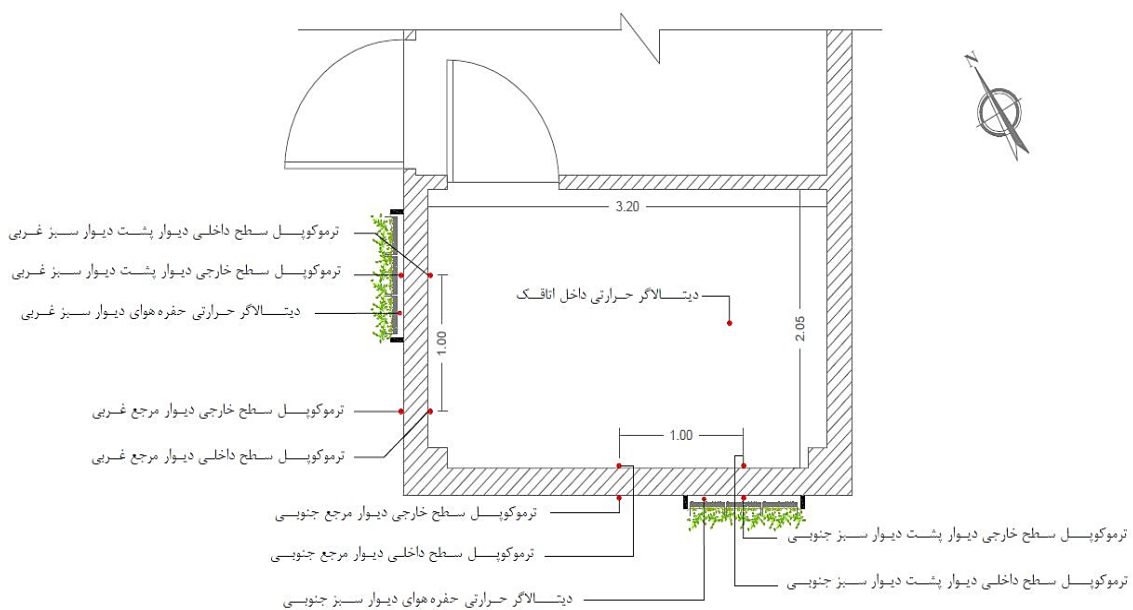 N
3.20
ترموکوپل سطح داخلی دیوار پشت دیوار سبز غربی
ترموکوپل سطح خارجی دیوار پشت دیوار سبز غربی
دیتالاگر حرارتی داخل اتاقک
دیتالاگر حرارتی حفره هوای دیوار سبز غربی
2.05
1.00
ترموکوپل سطح خارجی دیوار مرجع غربی
1.00
ترموکوپل سطح داخلی دیوار مرجع غربی
ترموکوپل سطح خارجی دیوار مرجع جنوبی
ترموکوپل سطح خارجی دیوار پشت دیوار سبز جنوبی
ترموکوپل سطح داخلی دیوار مرجع جنوبی
ترموکوپل سطح داخلی دیوار پشت دیوار سبز جنوبی
دیتالاگر حرارتی حفره هوای دیوار سبز جنوبی